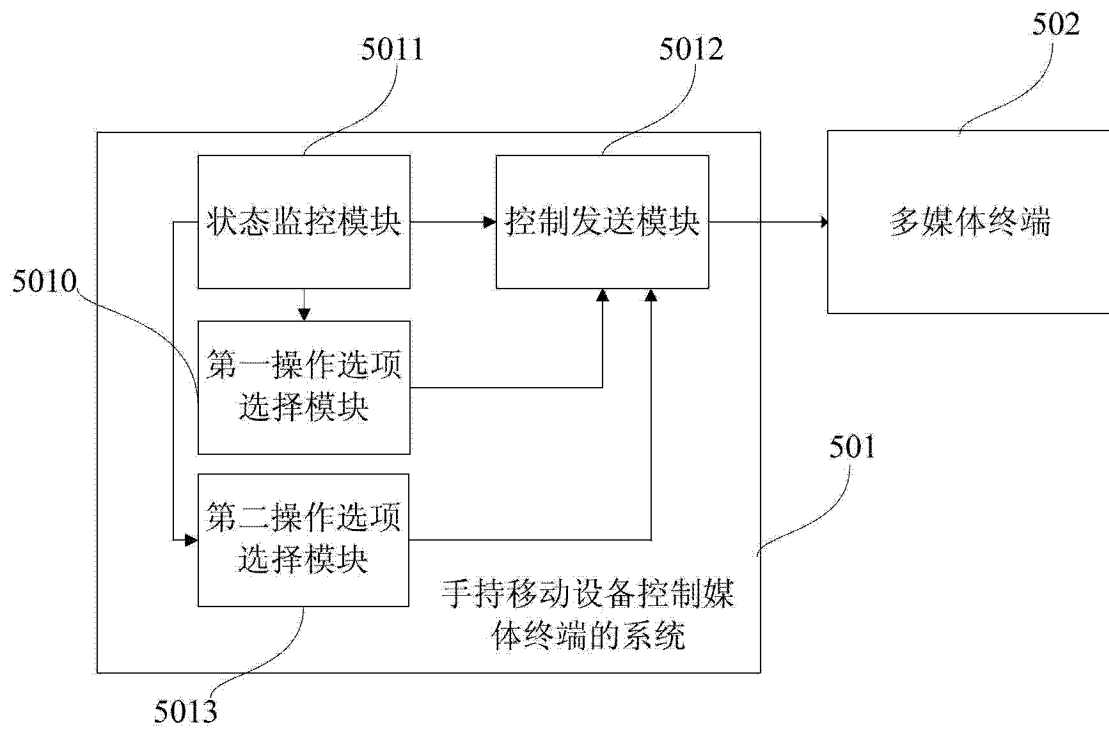 5011
5012
502
状态监控模块
控制发送模块
多媒体终端
5010
第一操作选项
选择模块
501
第二操作选项
选择模块
手持移动设备控制媒
体终端的系统
5013